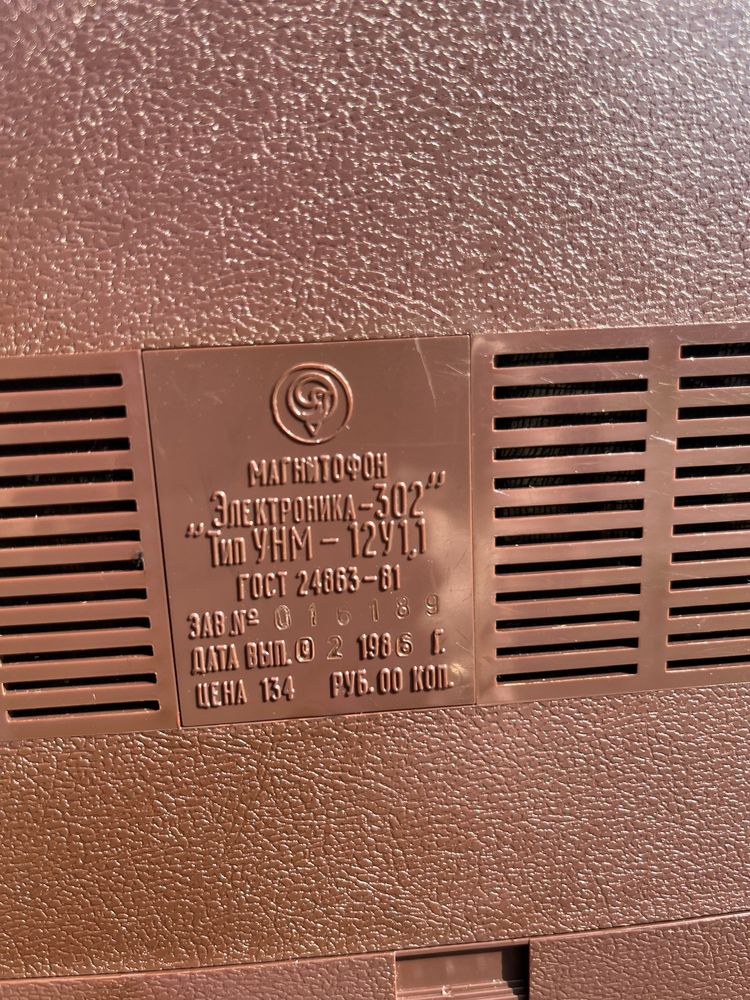 МАГНИТОФОН
„Электроника-302"
„Тип УНМ - 12У1,1
ГОСТ 24863-81
ЗАВ.№ 015189
ДАТА ВЫП. 02 1986 Г.
ЦЕНА 134 РУБ. 00 КОП.